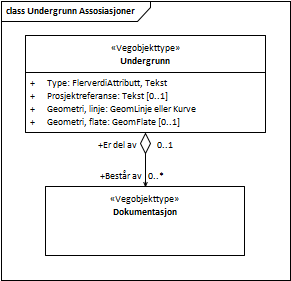 class Undergrunn Assosiasjoner
«Vegobjekttype»
Undergrunn
+ Type: FlerverdiAttributt, Tekst
+ Prosjektreferanse: Tekst [0..1]
+ Geometri, linje: GeomLinje eller Kurve
+ Geometri, flate: GeomFlate [0..1]
+Er del av 0..1
+Består av 0..*
«Vegobjekttype»
Dokumentasjon